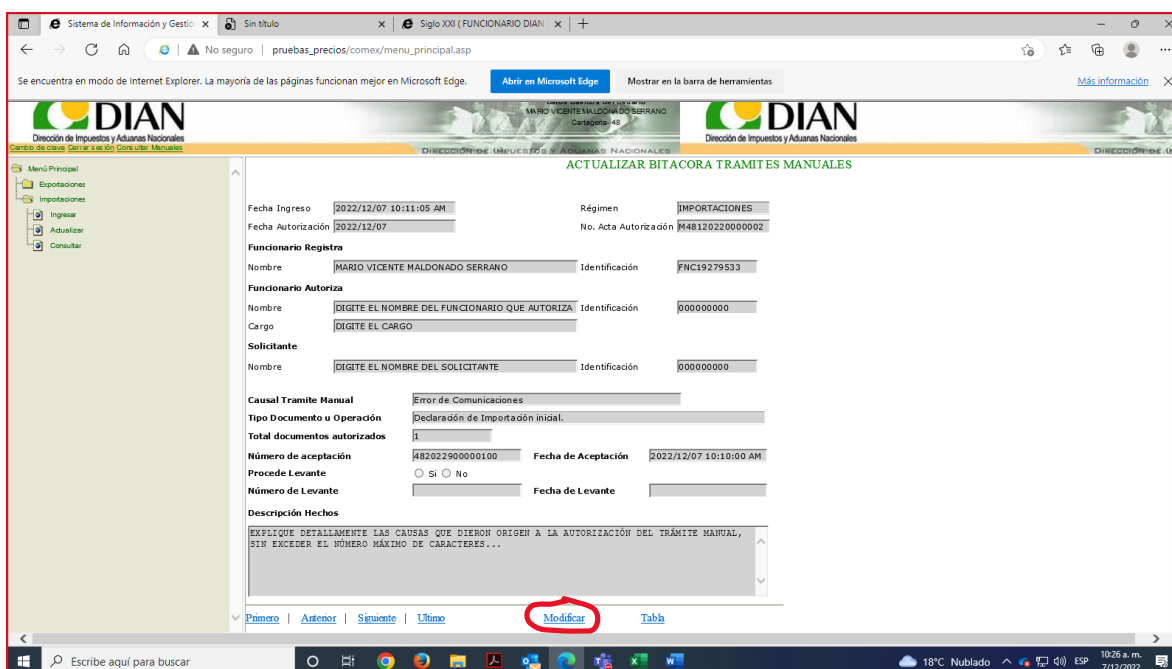 Sistema de Información y Gestió
Sin título
Siglo XXI ( FUNCIONARIO DIAN
No seguro | pruebas_precios/comex/menu_principal.asp
Se encuentra en modo de Internet Explorer. La mayoría de las páginas funcionan mejor en Microsoft Edge.
Abrir en Microsoft Edge
Mostrar en la barra de herramientas
Más información
DIAN
Dirección de Impuestos y Aduanas Nacionales
MARIO VICENTE MALDONADO SERRANO
Cartagena- 48
DIRECCIÓN DE IMPUESTOS Y ADUANAS NACIONALES
DIAN
Dirección de Impuestos y Aduanas Nacionales
Cambio de clave Cerrar sesión Consultar Manuales
Menú Principal
Exportaciones
Importaciones
Ingresar
Actualizar
Consultar
ACTUALIZAR BITACORA TRAMITES MANUALES
Fecha Ingreso 2022/12/07 10:11:05 AM Régimen IMPORTACIONES
Fecha Autorización 2022/12/07 No. Acta Autorización M48120220000002
Funcionario Registra
Nombre MARIO VICENTE MALDONADO SERRANO Identificación FNC19279533
Funcionario Autoriza
Nombre DIGITE EL NOMBRE DEL FUNCIONARIO QUE AUTORIZA Identificación 000000000
Cargo DIGITE EL CARGO
Solicitante
Nombre DIGITE EL NOMBRE DEL SOLICITANTE Identificación 000000000
Causal Tramite Manual Error de Comunicaciones
Tipo Documento u Operación Declaración de Importación inicial.
Total documentos autorizados 1
Número de aceptación 482022900000100 Fecha de Aceptación 2022/12/07 10:10:00 AM
Procede Levante Si No
Número de Levante Fecha de Levante
Descripción Hechos
EXPLIQUE DETALLAMENTE LAS CAUSAS QUE DIERON ORIGEN A LA AUTORIZACIÓN DEL TRÁMITE MANUAL,
SIN EXCEDER EL NÚMERO MÁXIMO DE CARACTERES...
Primero | Anterior | Siguiente | Ultimo Modificar Tabla
Escribe aquí para buscar
18°C Nublado
ESP
10:26 a. m.
7/12/2022